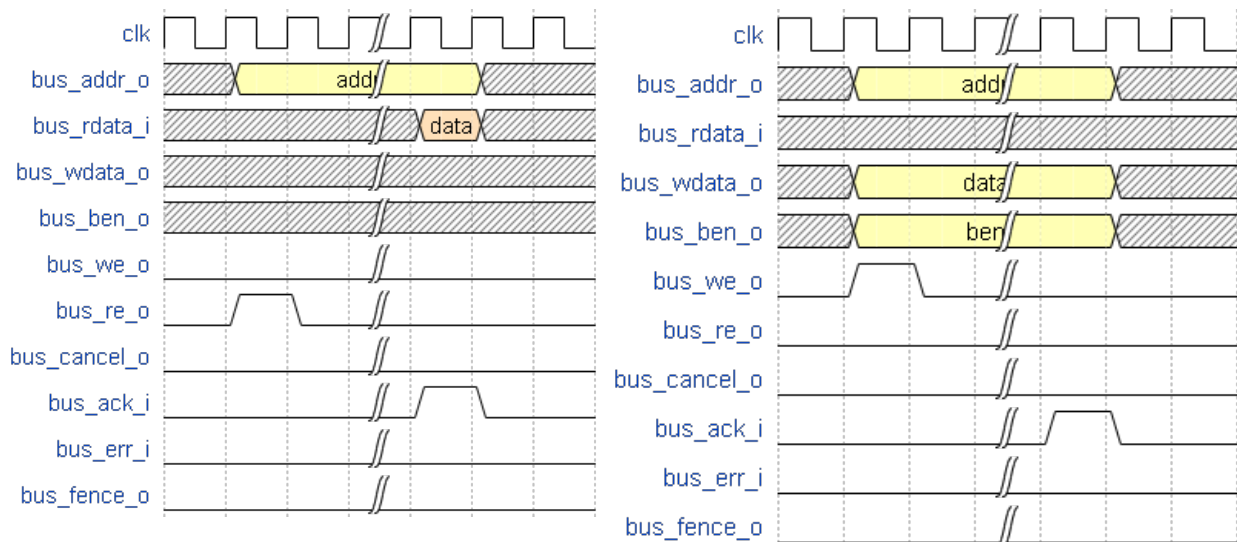 clk
bus_addr_o
addr
bus_rdata_i
data
bus_wdata_o
bus_ben_o
bus_we_o
bus_re_o
bus_cancel_o
bus_ack_i
bus_err_i
bus_fence_o
clk
bus_addr_o
addr
bus_rdata_i
bus_wdata_o
data
bus_ben_o
ben
bus_we_o
bus_re_o
bus_cancel_o
bus_ack_i
bus_err_i
bus_fence_o